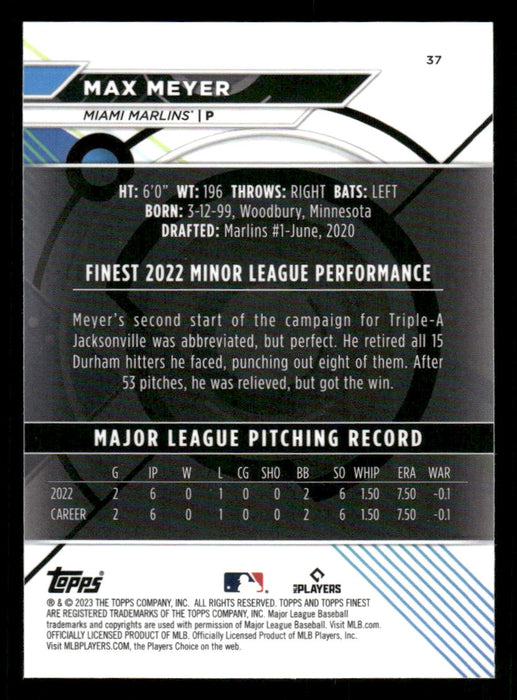 37
MAX MEYER
MIAMI MARLINS® | P
HT: 6'0" WT: 196 THROWS: RIGHT BATS: LEFT
BORN: 3-12-99, Woodbury, Minnesota
DRAFTED: Marlins #1-June, 2020
FINEST 2022 MINOR LEAGUE PERFORMANCE
Meyer's second start of the campaign for Triple-A
Jacksonville was abbreviated, but perfect. He retired all 15
Durham hitters he faced, punching out eight of them. After
53 pitches, he was relieved, but got the win.
MAJOR LEAGUE PITCHING RECORD
G IP W L CG SHO BB SO WHIP ERA WAR
2022 2 6 0 1 0 0 2 6 1.50 7.50 -0.1
CAREER 2 6 0 1 0 0 2 6 1.50 7.50 -0.1
topps
PLAYERS
® & © 2023 THE TOPPS COMPANY, INC. ALL RIGHTS RESERVED. TOPPS AND TOPPS FINEST
ARE REGISTERED TRADEMARKS OF THE TOPPS COMPANY, INC. Major League Baseball
trademarks and copyrights are used with permission of Major League Baseball. Visit MLB.com.
OFFICIALLY LICENSED PRODUCT OF MLB. Officially Licensed Product of MLB Players, Inc.
Visit MLBPLAYERS.COM, the Players Choice on the web.